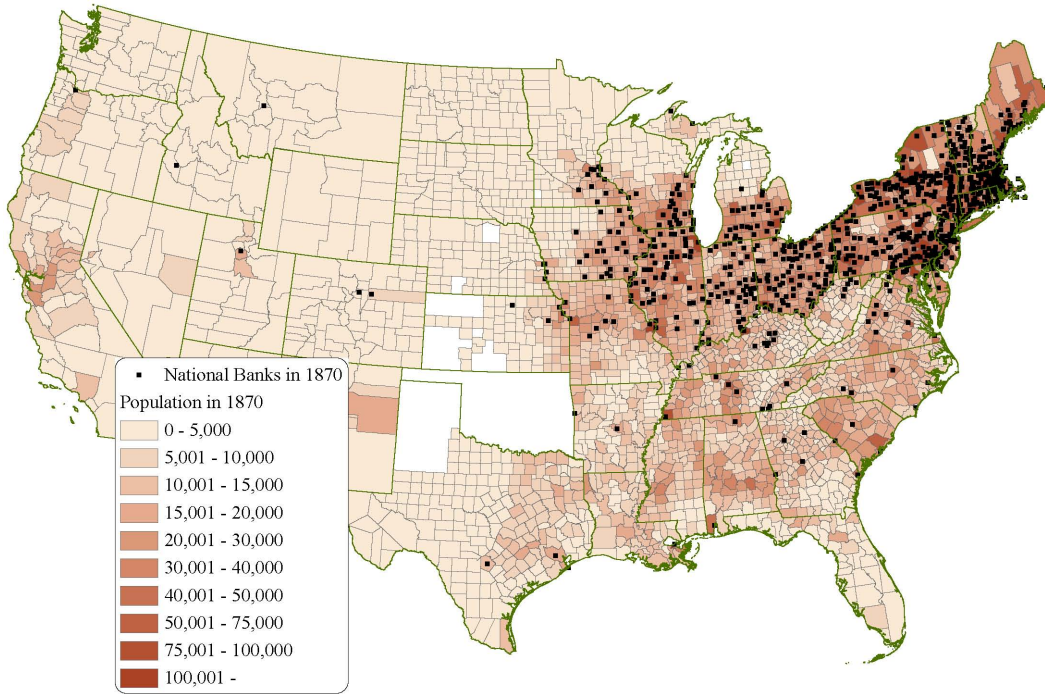 National Banks in 1870
Population in 1870
0 - 5,000
5,001 - 10,000
10,001 - 15,000
15,001 - 20,000
20,001 - 30,000
30,001 - 40,000
40,001 - 50,000
50,001 - 75,000
75,001 - 100,000
100,001 -